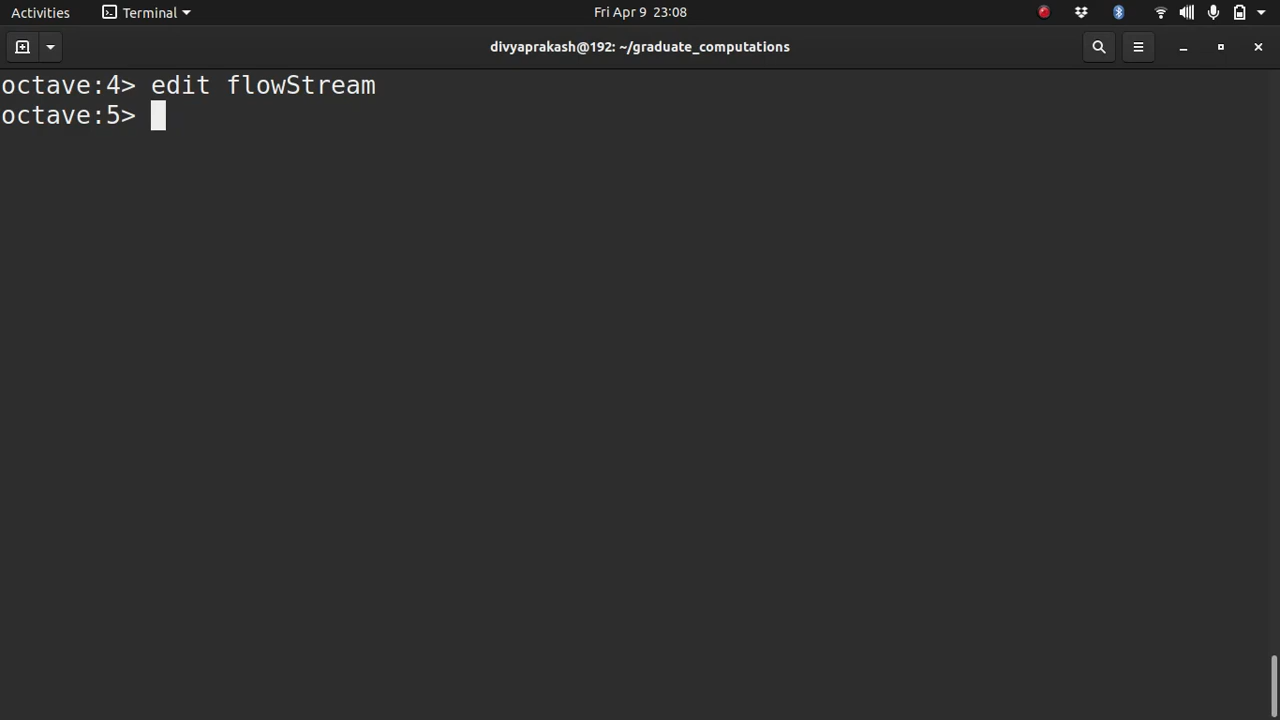 Activities
Terminal
Fri Apr 9 23:08
divyaprakash@192: ~/graduate_computations
octave:4> edit flowStream
octave:5>